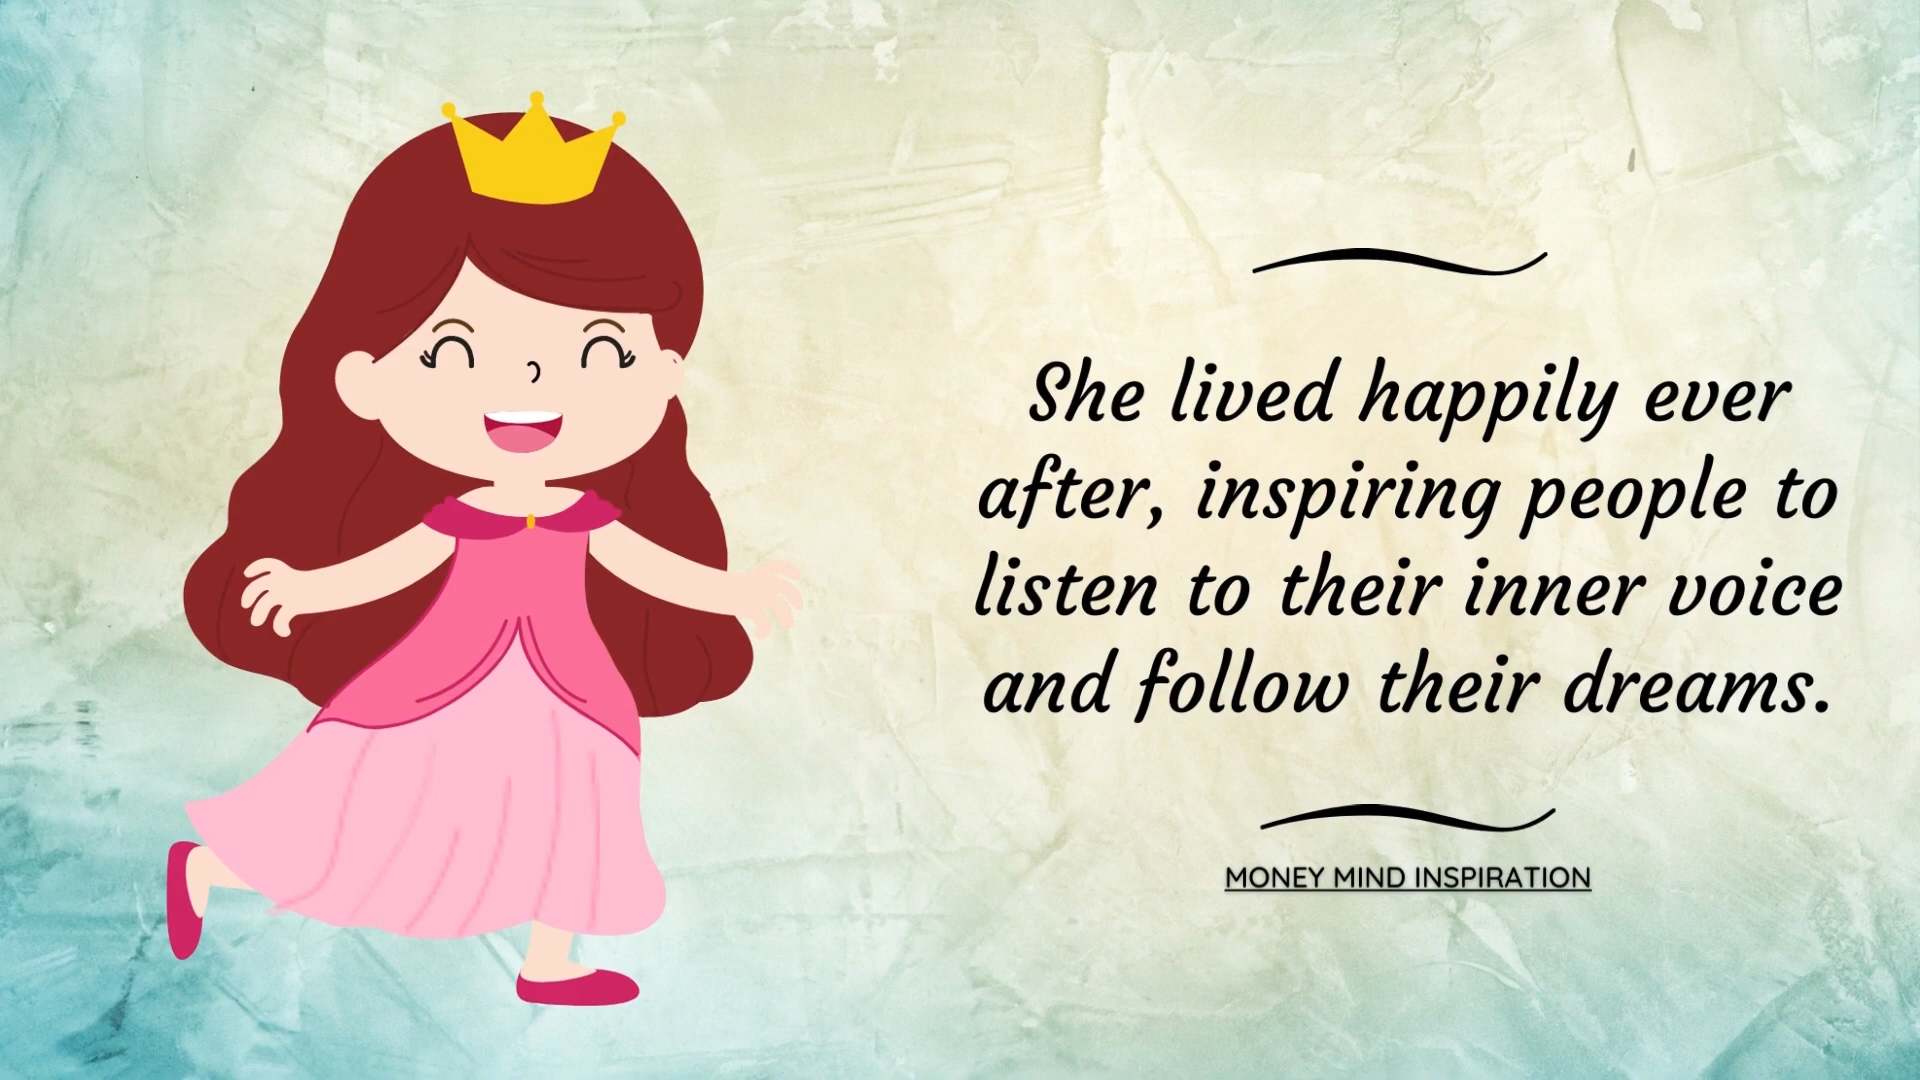 She lived happily ever
after, inspiring people to
listen to their inner voice
and follow their dreams.
MONEY MIND INSPIRATION